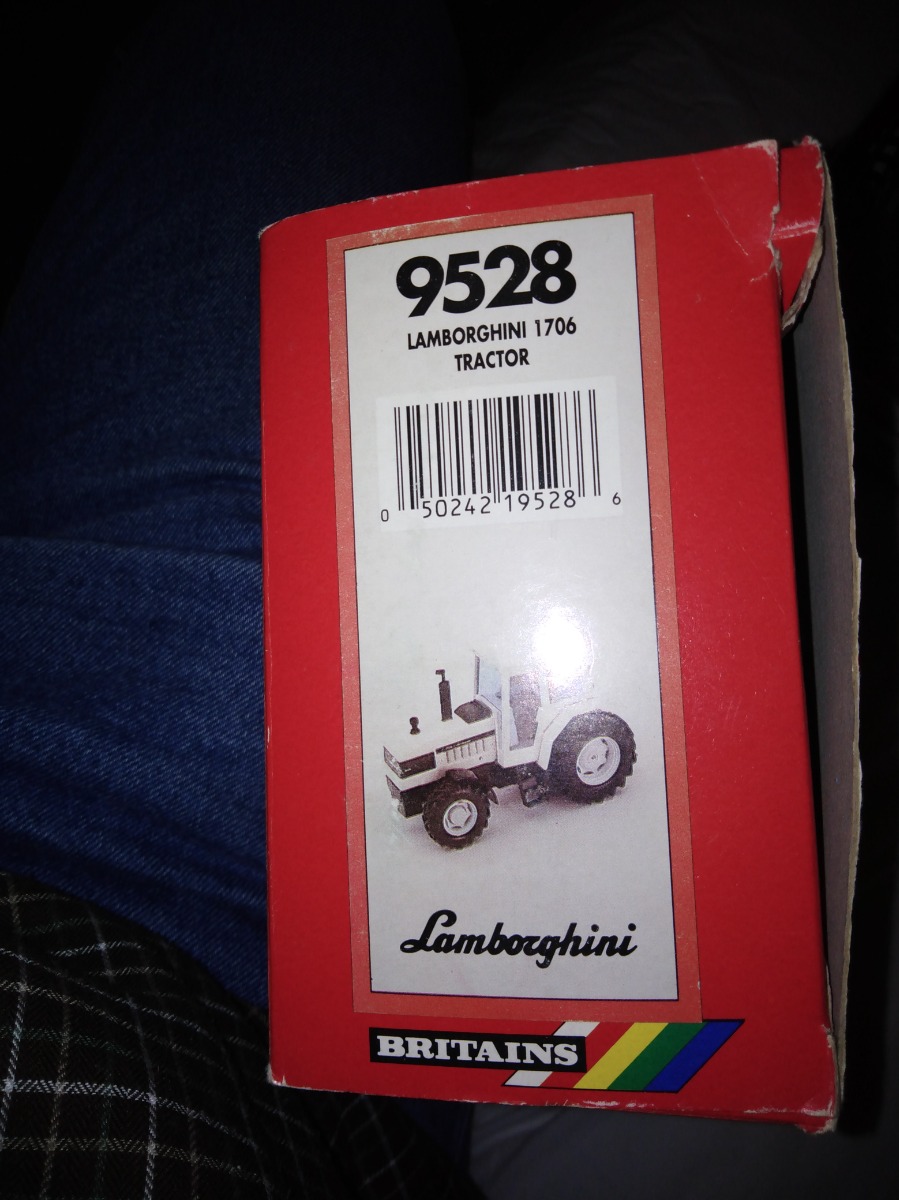 9528
LAMBORGHINI 1706
TRACTOR
0 50242 19528 6
Lamborghini
BRITAINS